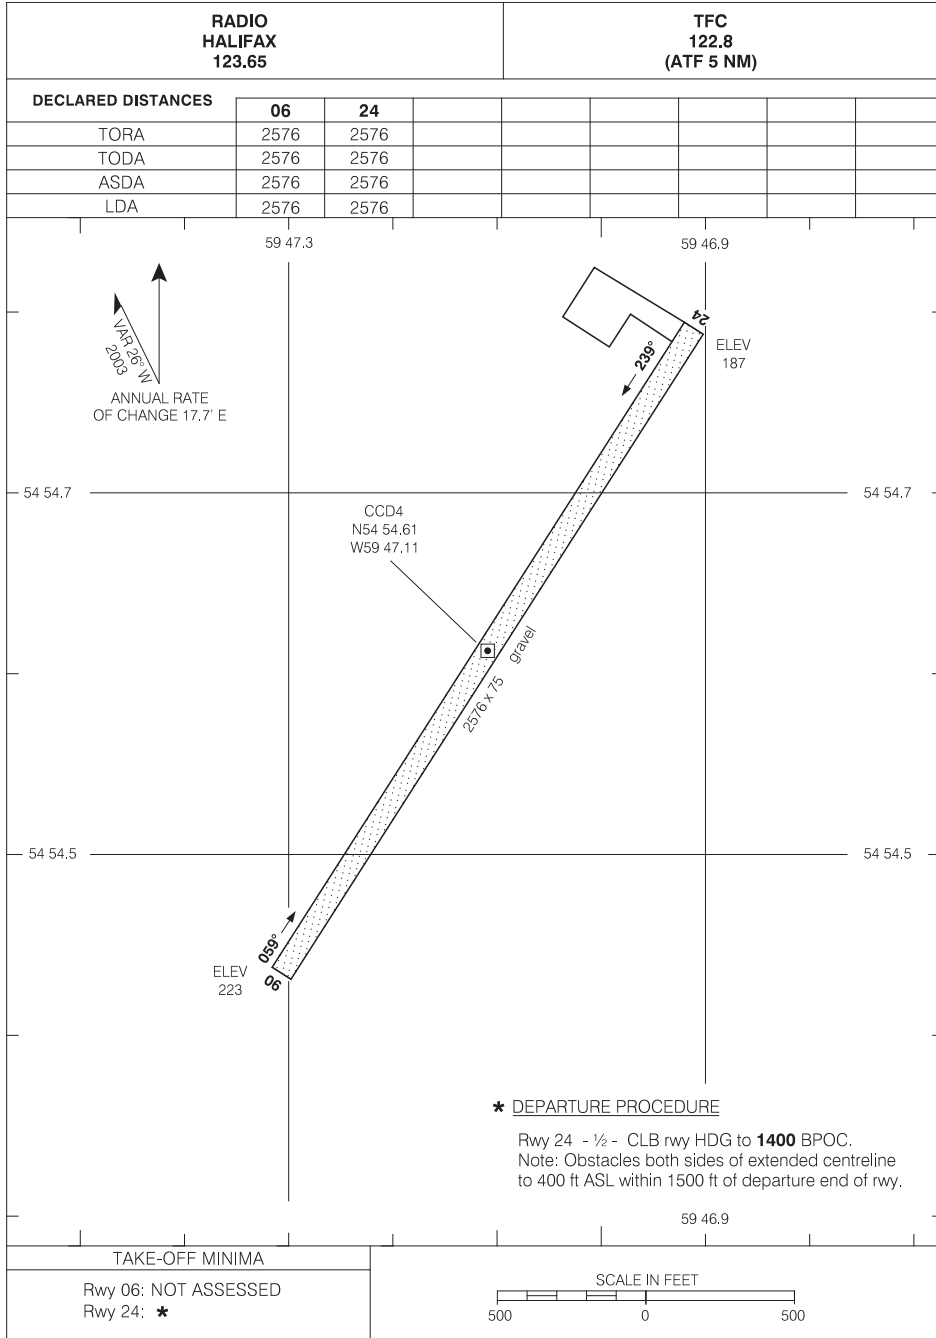 RADIO
HALIFAX
123.65
TFC
122.8
(ATF 5 NM)
DECLARED DISTANCES 06 24
TORA 2576 2576
TODA 2576 2576
ASDA 2576 2576
LDA 2576 2576
59 47.3
59 46.9
VAR 26° W
2003
ANNUAL RATE
OF CHANGE 17.7' E
24
ELEV
187
239°
54 54.7
54 54.7
CCD4
N54 54.61
W59 47.11
gravel
2576 x 75
54 54.5
54 54.5
059°
06
ELEV
223
* DEPARTURE PROCEDURE
Rwy 24 - ½ - CLB rwy HDG to 1400 BPOC.
Note: Obstacles both sides of extended centreline
to 400 ft ASL within 1500 ft of departure end of rwy.
59 46.9
TAKE-OFF MINIMA
Rwy 06: NOT ASSESSED
Rwy 24: *
SCALE IN FEET
500 0 500